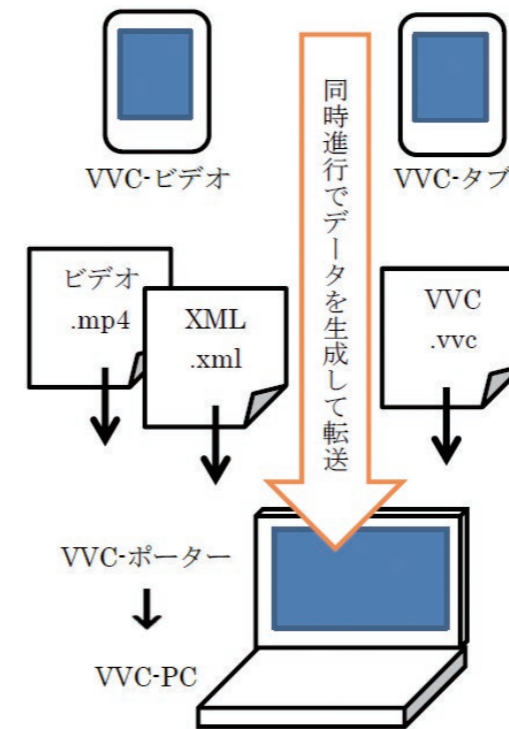 VVC-ビデオ
VVC-タブ
同時進行でデータを生成して転送
ビデオ
.mp4
XML
.xml
VVC
.vvc
VVC-ポーター
VVC-PC